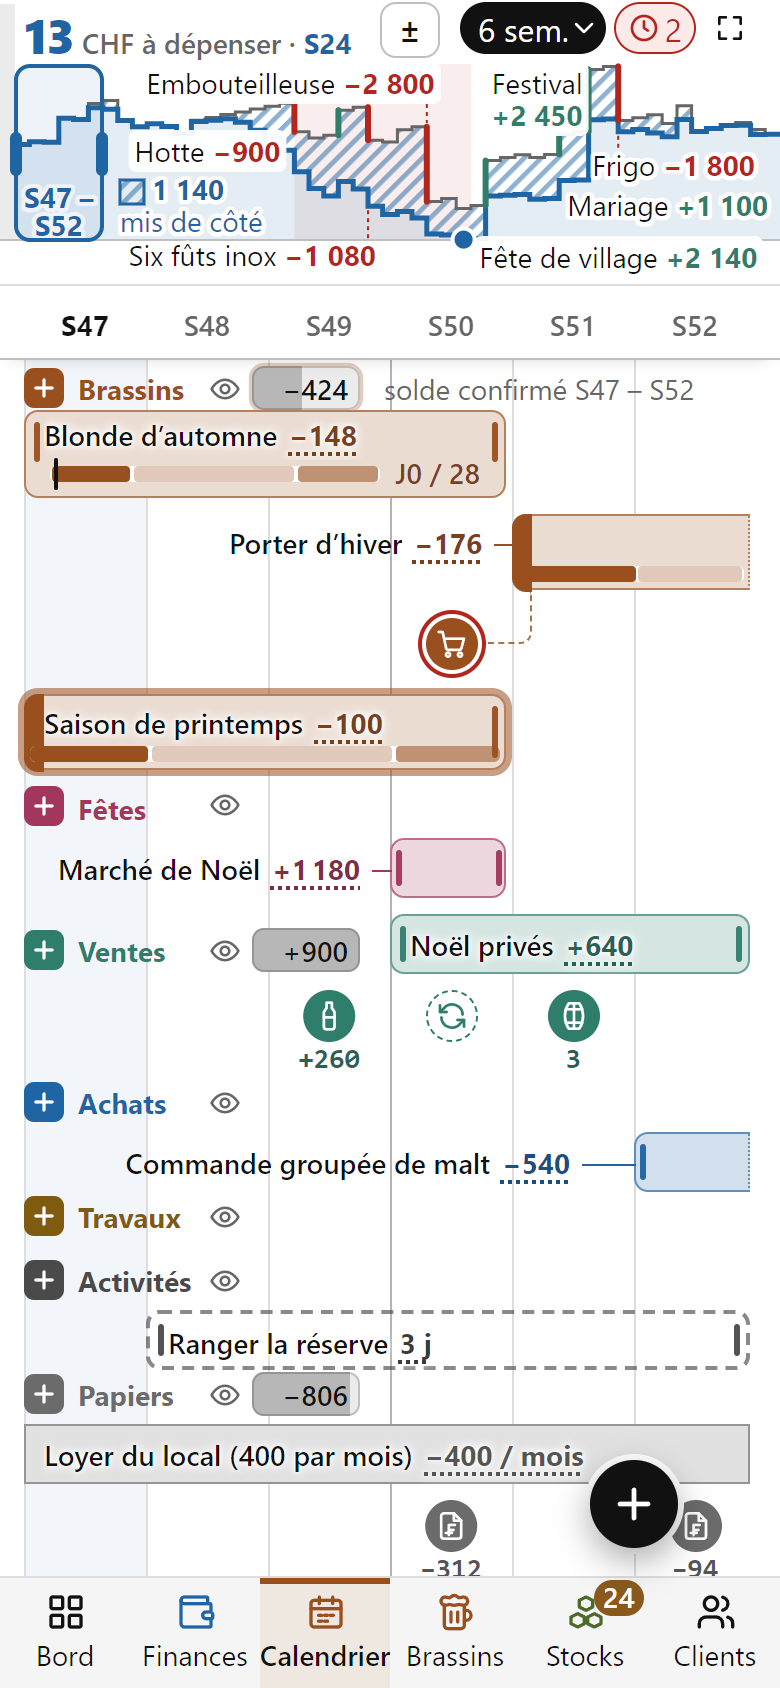 13 CHF à dépenser · S24
±
6 sem.
2
Embouteilleuse −2 800
Festival
+2 450
Hotte −900
Frigo −1 800
S47 –
S52
1 140
mis de côté
Mariage +1 100
Six fûts inox −1 080
Fête de village +2 140
S47 S48 S49 S50 S51 S52
Brassins −424 solde confirmé S47 – S52
Blonde d’automne −148
J0 / 28
Porter d’hiver −176
Saison de printemps −100
Fêtes
Marché de Noël +1 180
Ventes +900 Noël privés +640
+260 3
Achats
Commande groupée de malt −540
Travaux
Activités
Ranger la réserve 3 j
Papiers −806
Loyer du local (400 par mois) −400 / mois
+
−312 −94
24
Bord Finances Calendrier Brassins Stocks Clients